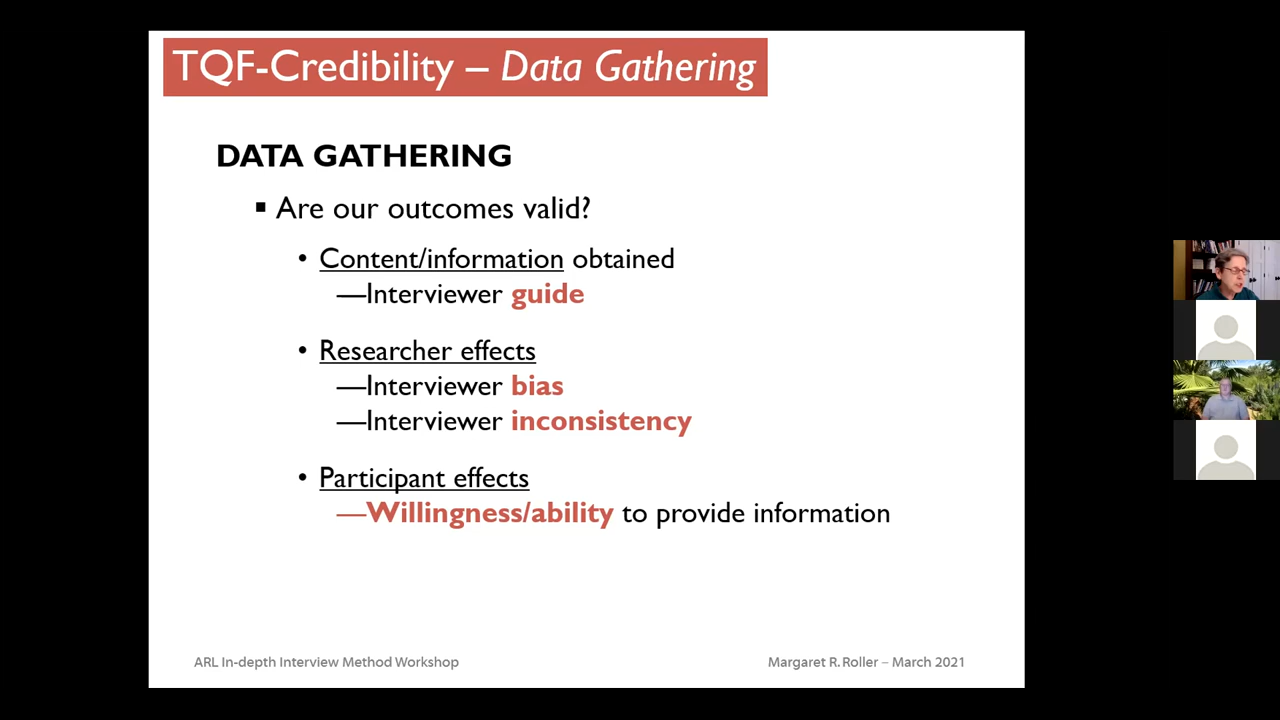 TQF-Credibility – Data Gathering
DATA GATHERING
▪ Are our outcomes valid?
• Content/information obtained
—Interviewer guide
• Researcher effects
—Interviewer bias
—Interviewer inconsistency
• Participant effects
—Willingness/ability to provide information
ARL In-depth Interview Method Workshop
Margaret R. Roller – March 2021